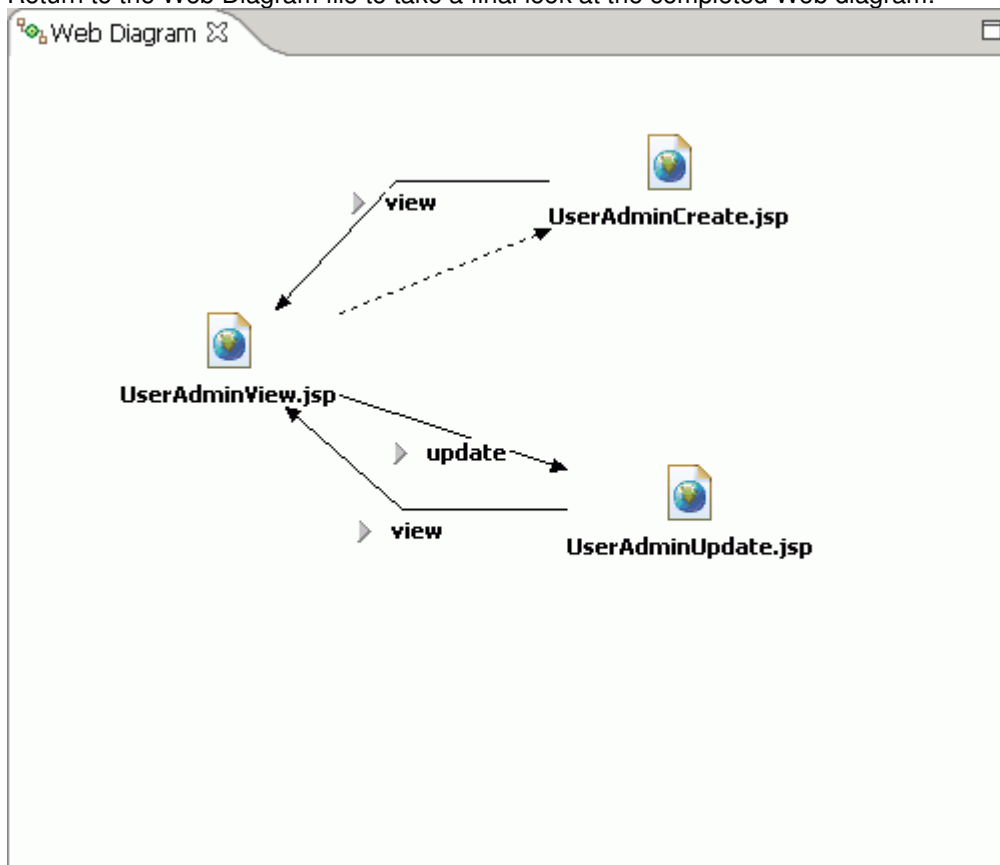 Return to the Web Diagram file to take a final look at the completed Web diagram.
Web Diagram
view
UserAdminCreate.jsp
UserAdminView.jsp
update
view
UserAdminUpdate.jsp